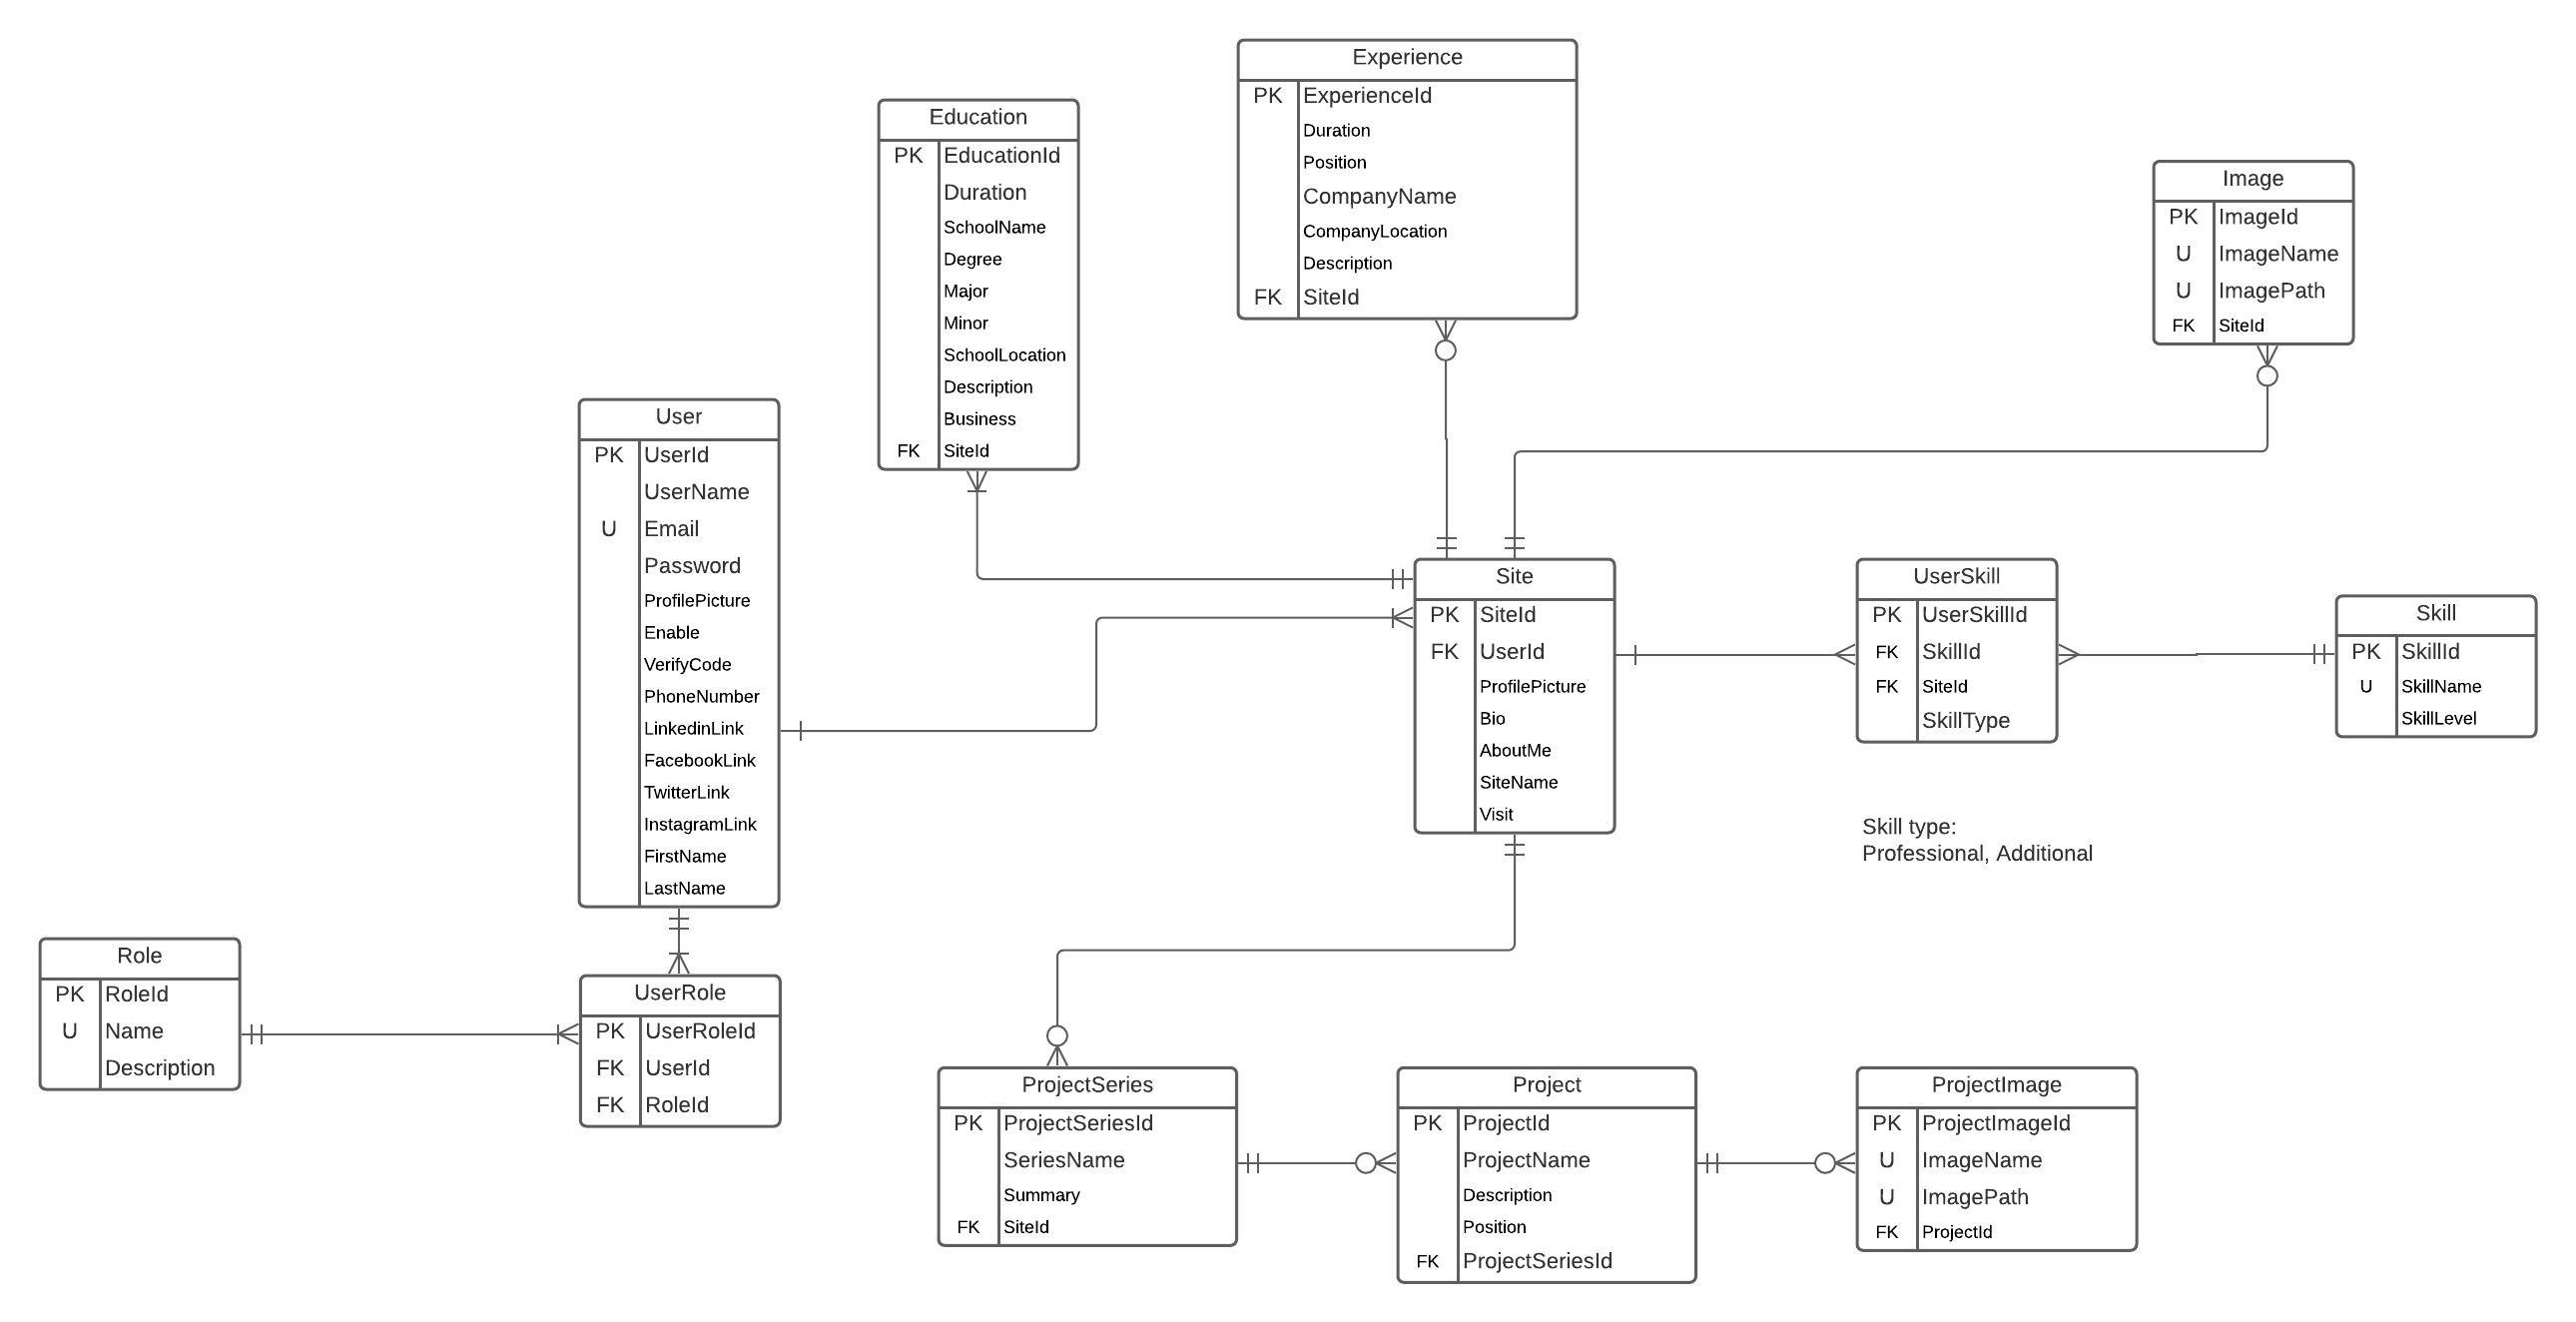 Experience
PK ExperienceId
Duration
Position
CompanyName
CompanyLocation
Description
FK SiteId
Education
PK EducationId
Duration
SchoolName
Degree
Major
Minor
SchoolLocation
Description
Business
FK SiteId
Image
PK ImageId
U ImageName
U ImagePath
FK SiteId
User
PK UserId
UserName
U Email
Password
ProfilePicture
Enable
VerifyCode
PhoneNumber
LinkedinLink
FacebookLink
TwitterLink
InstagramLink
FirstName
LastName
Site
PK SiteId
FK UserId
ProfilePicture
Bio
AboutMe
SiteName
Visit
UserSkill
PK UserSkillId
FK SkillId
FK SiteId
SkillType
Skill
PK SkillId
U SkillName
SkillLevel
Skill type:
Professional, Additional
Role
PK RoleId
U Name
Description
UserRole
PK UserRoleId
FK UserId
FK RoleId
ProjectSeries
PK ProjectSeriesId
SeriesName
Summary
FK SiteId
Project
PK ProjectId
ProjectName
Description
Position
FK ProjectSeriesId
ProjectImage
PK ProjectImageId
U ImageName
U ImagePath
FK ProjectId